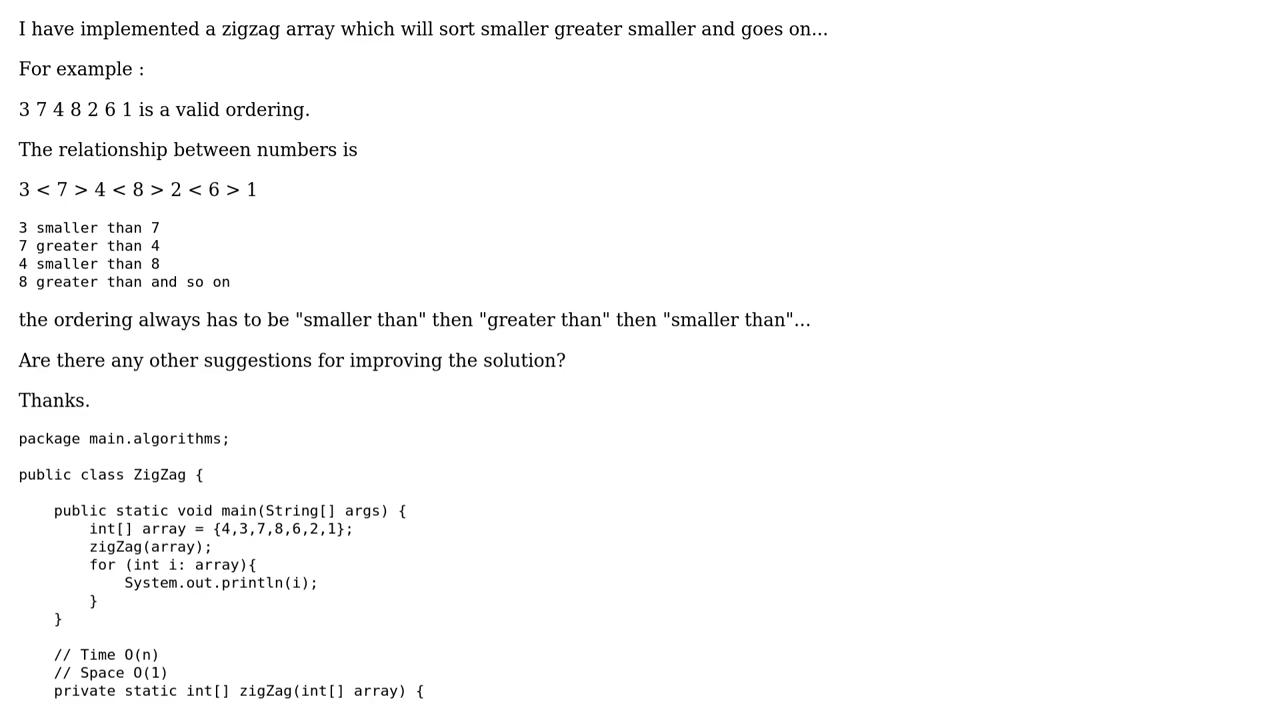 I have implemented a zigzag array which will sort smaller greater smaller and goes on...
For example :
3 7 4 8 2 6 1 is a valid ordering.
The relationship between numbers is
3 < 7 > 4 < 8 > 2 < 6 > 1
3 smaller than 7
7 greater than 4
4 smaller than 8
8 greater than and so on
the ordering always has to be "smaller than" then "greater than" then "smaller than"...
Are there any other suggestions for improving the solution?
Thanks.
package main.algorithms;
public class ZigZag {
    public static void main(String[] args) {
        int[] array = {4,3,7,8,6,2,1};
        zigZag(array);
        for (int i: array){
            System.out.println(i);
        }
    }
    // Time O(n)
    // Space O(1)
    private static int[] zigZag(int[] array) {